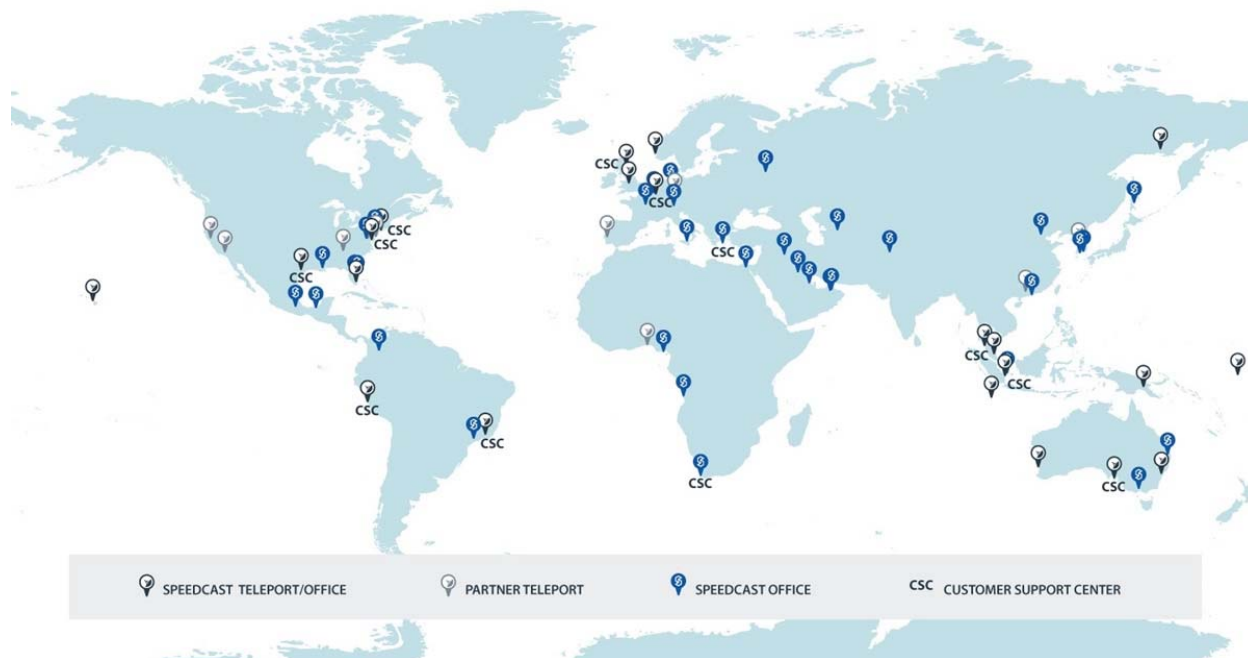 CSC
CSC
CSC
CSC
CSC
CSC
CSC
CSC
CSC
CSC
CSC
CSC
SPEEDCAST TELEPORT/OFFICE
PARTNER TELEPORT
SPEEDCAST OFFICE
CSC CUSTOMER SUPPORT CENTER